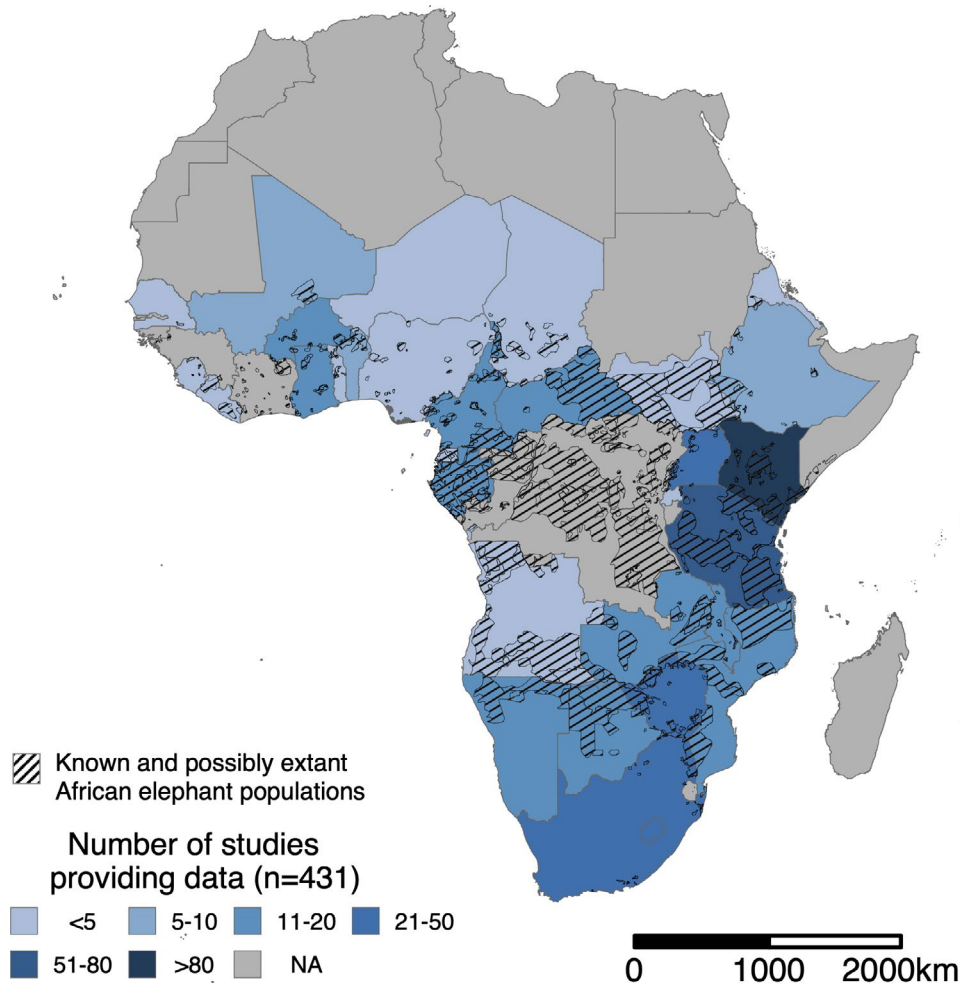 Known and possibly extant
African elephant populations
Number of studies
providing data (n=431)
<5 5-10 11-20 21-50
51-80 >80 NA
0 1000 2000km